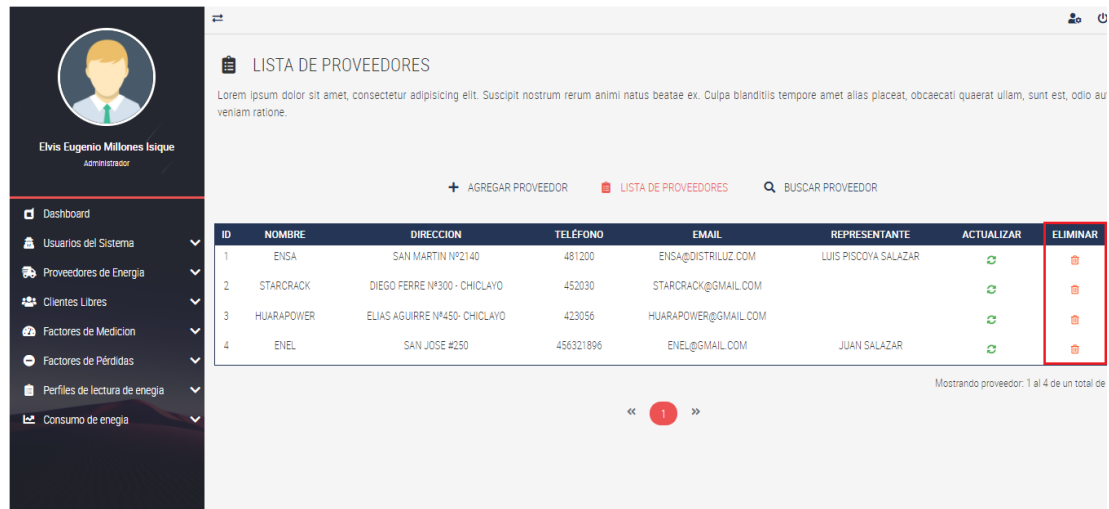 Elvis Eugenio Millones Isique
Administrador
Dashboard
Usuarios del Sistema
Proveedores de Energia
Clientes Libres
Factores de Medicion
Factores de Pérdidas
Perfiles de lectura de enegia
Consumo de enegia
LISTA DE PROVEEDORES
Lorem ipsum dolor sit amet, consectetur adipisicing elit. Suscipit nostrum rerum animi natus beatae ex. Culpa blanditiis tempore amet alias placeat, obcaecati quaerat ullam, sunt est, odio aut
veniam ratione.
AGREGAR PROVEEDOR LISTA DE PROVEEDORES BUSCAR PROVEEDOR
ID NOMBRE DIRECCION TELÉFONO EMAIL REPRESENTANTE ACTUALIZAR ELIMINAR
1 ENSA SAN MARTIN Nº2140 481200 ENSA@DISTRILUZ.COM LUIS PISCOYA SALAZAR
2 STARCRACK DIEGO FERRE Nª300 - CHICLAYO 452030 STARCRACK@GMAIL.COM
3 HUARAPOWER ELIAS AGUIRRE Nª450- CHICLAYO 423056 HUARAPOWER@GMAIL.COM
4 ENEL SAN JOSE #250 456321896 ENEL@GMAIL.COM JUAN SALAZAR
Mostrando proveedor: 1 al 4 de un total de
« 1 »